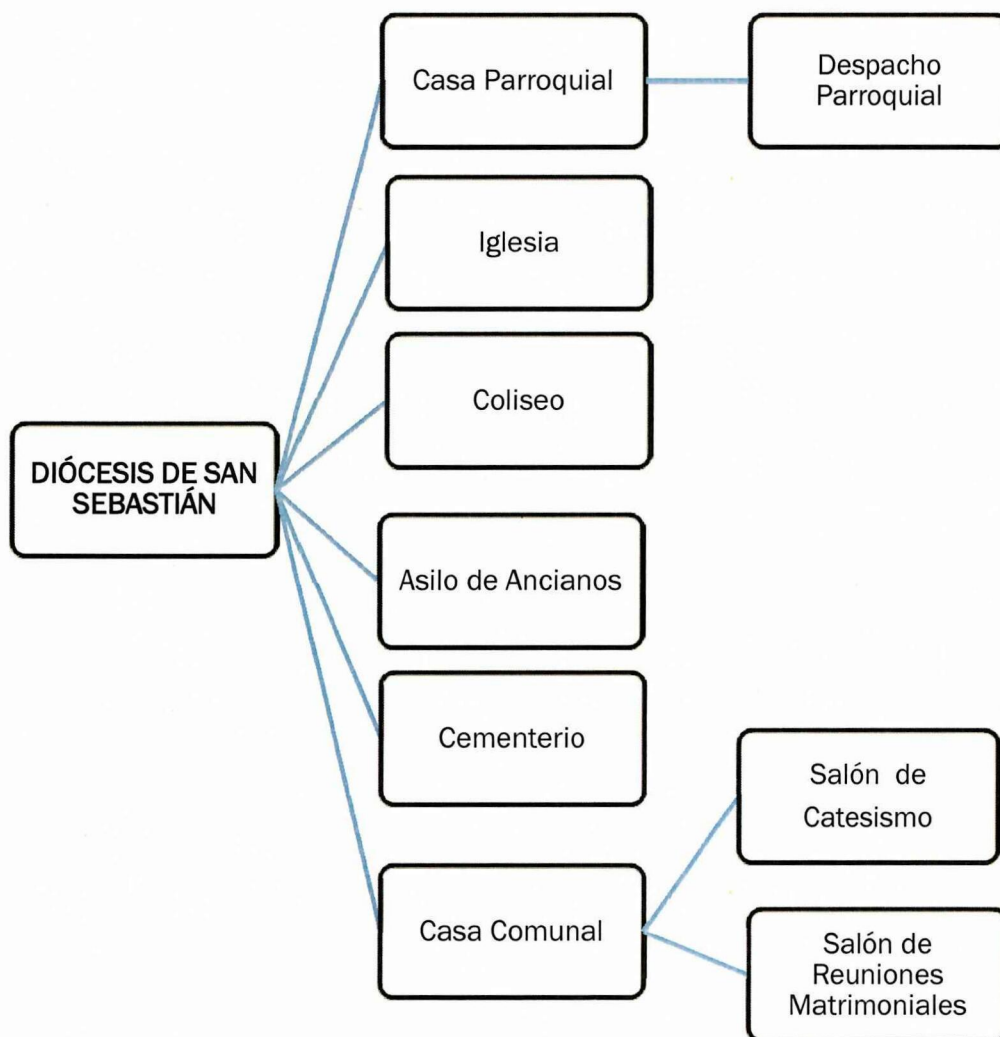 Casa Parroquial
Despacho
Parroquial
Iglesia
Coliseo
DIÓCESIS DE SAN
SEBASTIÁN
Asilo de Ancianos
Cementerio
Salón de
Catesismo
Casa Comunal
Salón de
Reuniones
Matrimoniales